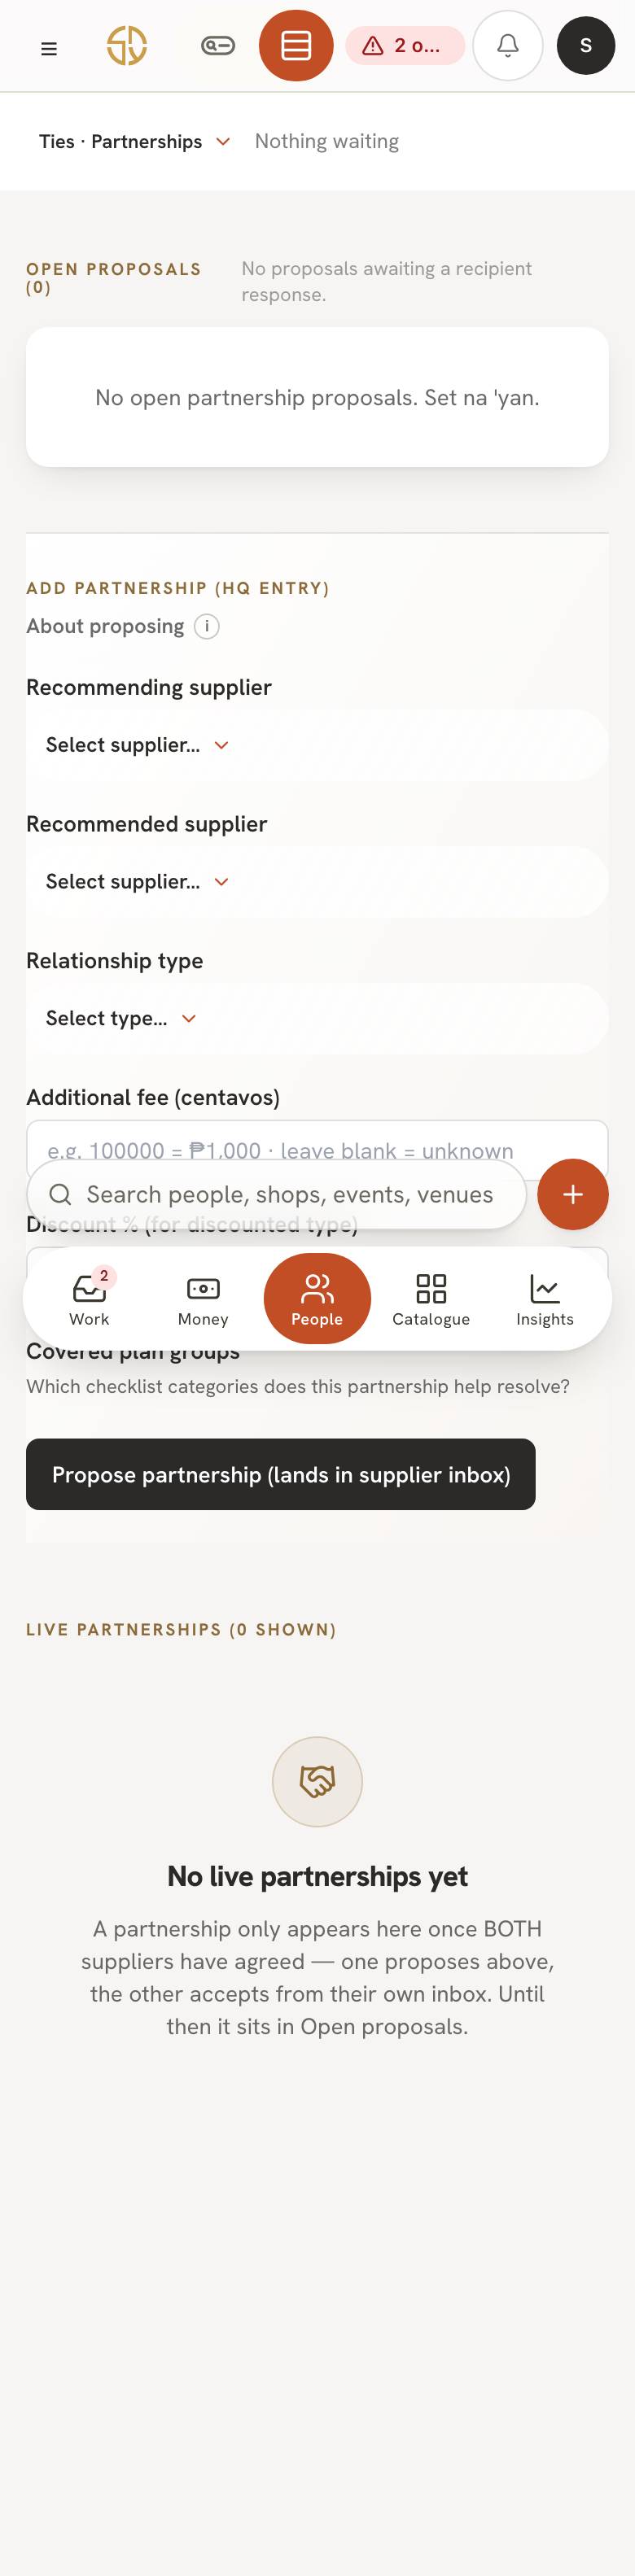 2 o...
S
Ties · Partnerships
Nothing waiting
OPEN PROPOSALS
(0)
No proposals awaiting a recipient
response.
No open partnership proposals. Set na 'yan.
ADD PARTNERSHIP (HQ ENTRY)
About proposing
i
Recommending supplier
Select supplier...
Recommended supplier
Select supplier...
Relationship type
Select type...
Additional fee (centavos)
e.g. 100000 = ₱1,000 · leave blank = unknown
Search people, shops, events, venues
Discount % (for discounted type)
2
Work
Money
People
Catalogue
Insights
Covered plan groups
Which checklist categories does this partnership help resolve?
Propose partnership (lands in supplier inbox)
LIVE PARTNERSHIPS (0 SHOWN)
No live partnerships yet
A partnership only appears here once BOTH
suppliers have agreed — one proposes above,
the other accepts from their own inbox. Until
then it sits in Open proposals.